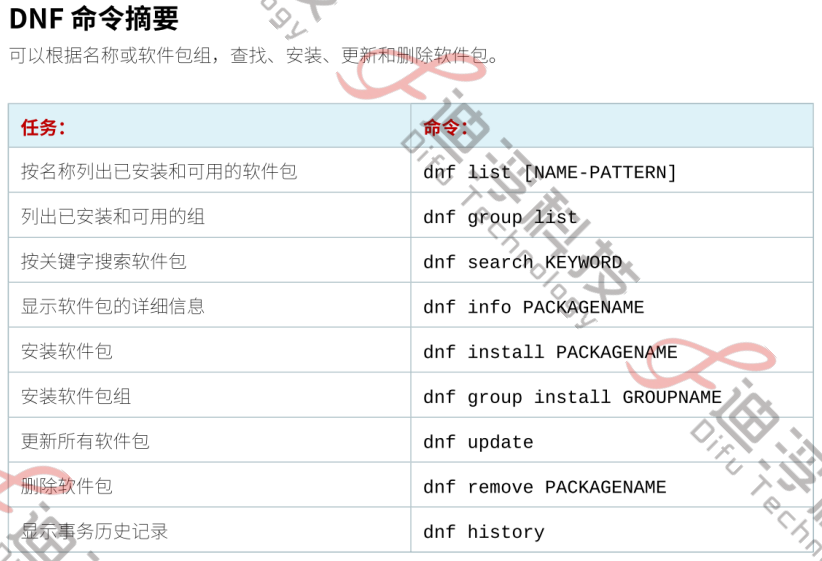 DNF 命令摘要
可以根据名称或软件包组，查找、安装、更新和删除软件包。
任务： 命令：
按名称列出已安装和可用的软件包 dnf list [NAME-PATTERN]
列出已安装和可用的组 dnf group list
按关键字搜索软件包 dnf search KEYWORD
显示软件包的详细信息 dnf info PACKAGENAME
安装软件包 dnf install PACKAGENAME
安装软件包组 dnf group install GROUPNAME
更新所有软件包 dnf update
删除软件包 dnf remove PACKAGENAME
显示事务历史记录 dnf history
迪浮科技
Difu Technology